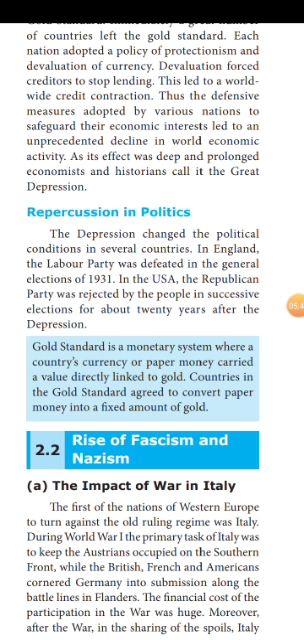 of countries left the gold standard. Each
nation adopted a policy of protectionism and
devaluation of currency. Devaluation forced
creditors to stop lending. This led to a world-
wide credit contraction. Thus the defensive
measures adopted by various nations to
safeguard their economic interests led to an
unprecedented decline in world economic
activity. As its effect was deep and prolonged
economists and historians call it the Great
Depression.
Repercussion in Politics
The Depression changed the political
conditions in several countries. In England,
the Labour Party was defeated in the general
elections of 1931. In the USA, the Republican
Party was rejected by the people in successive
elections for about twenty years after the
Depression.
Gold Standard is a monetary system where a
country's currency or paper money carried
a value directly linked to gold. Countries in
the Gold Standard agreed to convert paper
money into a fixed amount of gold.
2.2 Rise of Fascism and
Nazism
(a) The Impact of War in Italy
The first of the nations of Western Europe
to turn against the old ruling regime was Italy.
During World War I the primary task of Italy was
to keep the Austrians occupied on the Southern
Front, while the British, French and Americans
cornered Germany into submission along the
battle lines in Flanders. The financial cost of the
participation in the War was huge. Moreover,
after the War, in the sharing of the spoils, Italy